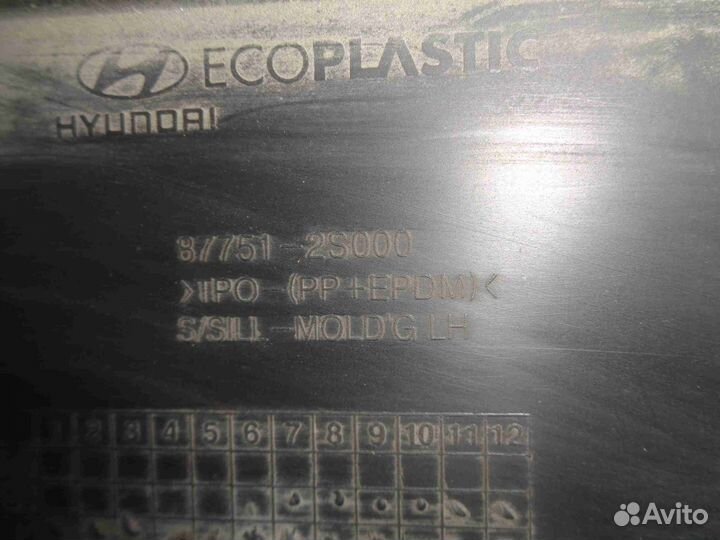 ECOPLASTIC
HYUNDAI
87751-2S000
>TPO-(PP+EPDM)<
S/SILL-MOLD'G LH
1 2 3 4 5 6 7 8 9 10 11 12
Avito